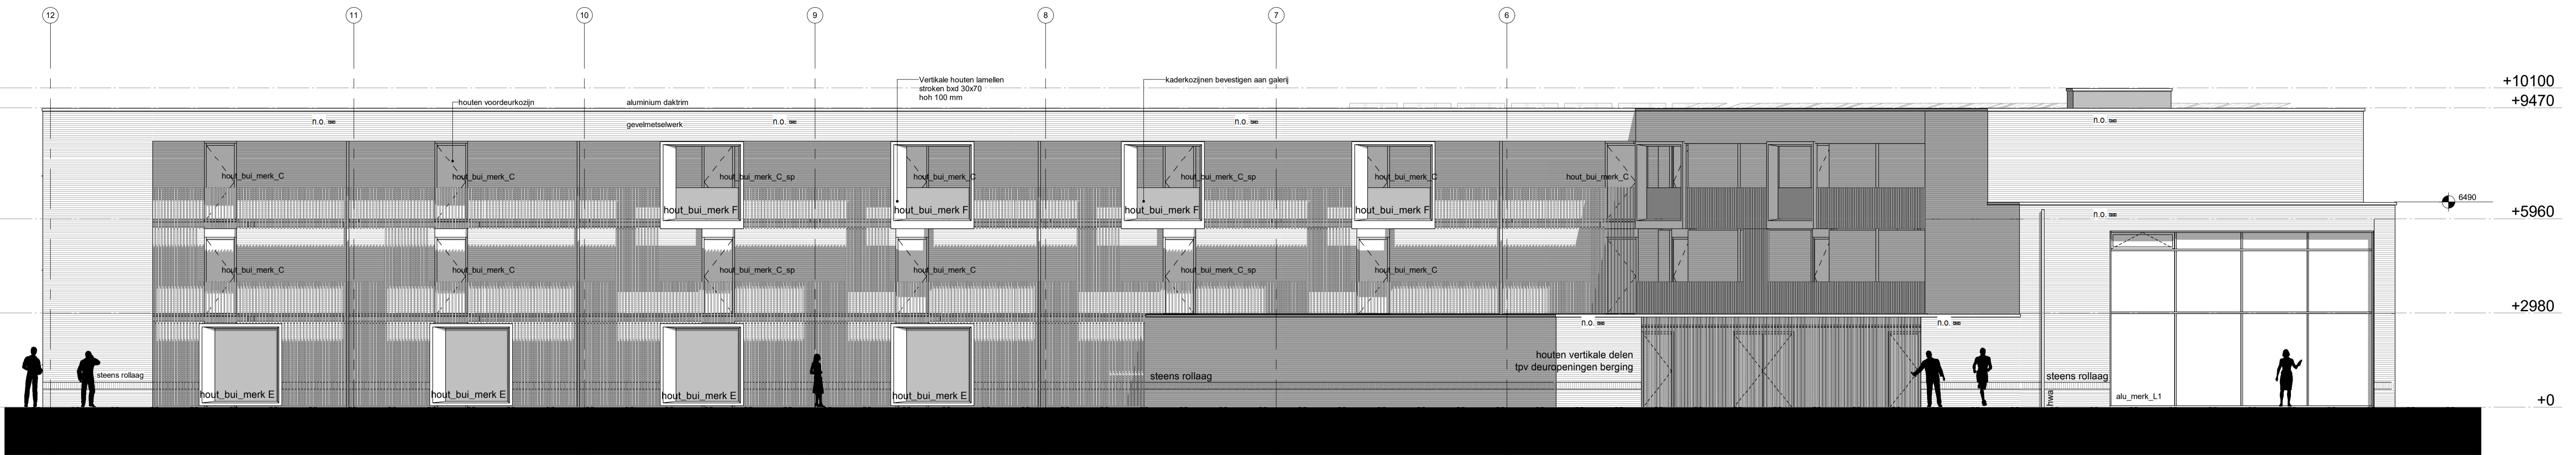 12 11 10 9 8 7 6
+10100
+9470
Vertikale houten lamellen
stroken bxd 30x70
hoh 100 mm
kaderkozijnen bevestigen aan galerij
houten voordeurkozijn
aluminium daktrim
gevelmetselwerk
n.o. n.o. n.o. n.o.
hout_bui_merk_C hout_bui_merk_C hout_bui_merk_C_sp hout_bui_merk_C hout_bui_merk_C_sp hout_bui_merk_C hout_bui_merk_C
6490
hout_bui_merk F hout_bui_merk F hout_bui_merk F hout_bui_merk F
n.o.
+5960
hout_bui_merk_C hout_bui_merk_C hout_bui_merk_C_sp hout_bui_merk_C hout_bui_merk_C_sp hout_bui_merk_C
+2980
n.o. n.o.
houten vertikale delen
tpv deuropeningen berging
steens rollaag steens rollaag steens rollaag
hout_bui_merk E hout_bui_merk E hout_bui_merk E hout_bui_merk E
hwa
alu_merk_L1
+0